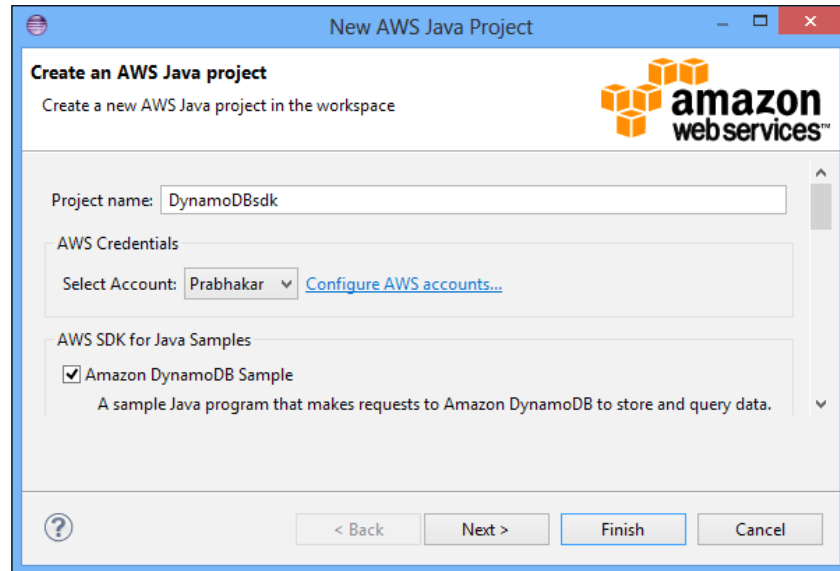 New AWS Java Project
Create an AWS Java project
Create a new AWS Java project in the workspace
amazon
webservices™
Project name: DynamoDBsdk
AWS Credentials
Select Account: Prabhakar Configure AWS accounts...
AWS SDK for Java Samples
Amazon DynamoDB Sample
A sample Java program that makes requests to Amazon DynamoDB to store and query data.
? < Back Next > Finish Cancel